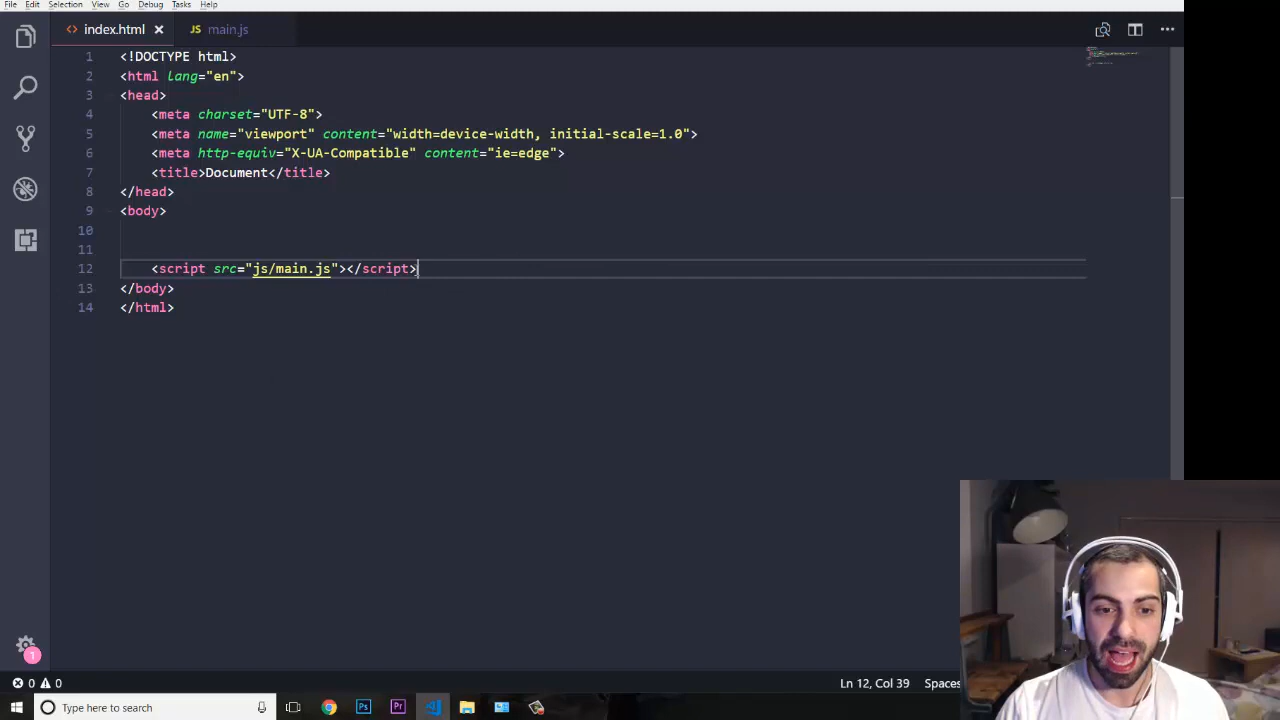 File Edit Selection View Go Debug Tasks Help
<> index.html ×
JS main.js
1 <!DOCTYPE html>
2 <html lang="en">
3 <head>
4 <meta charset="UTF-8">
5 <meta name="viewport" content="width=device-width, initial-scale=1.0">
6 <meta http-equiv="X-UA-Compatible" content="ie=edge">
7 <title>Document</title>
8 </head>
9 <body>
10
11
12 <script src="js/main.js"></script>
13 </body>
14 </html>
1
0 0 Ln 12, Col 39 Spaces
Type here to search
Ps Pr